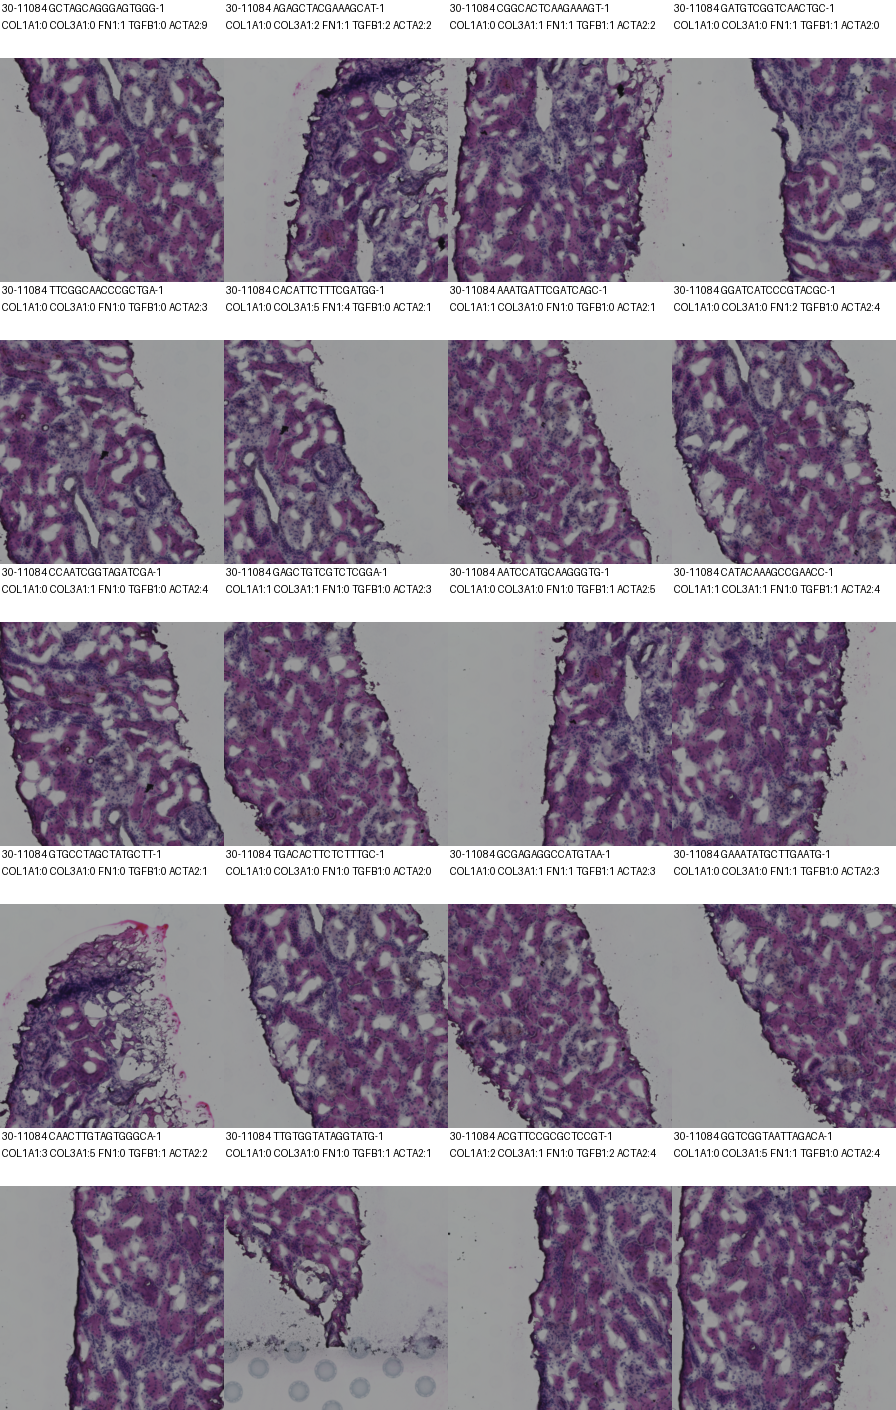 30-11084 GCTAGCAGGGAGTGGG-1 30-11084 AGAGCTACGAAAGCAT-1 30-11084 CGGCACTCAAGAAAGT-1 30-11084 GATGTCGGTCAACTGC-1
COL1A1:0 COL3A1:0 FN1:1 TGFB1:0 ACTA2:9 COL1A1:0 COL3A1:2 FN1:1 TGFB1:2 ACTA2:2 COL1A1:0 COL3A1:1 FN1:1 TGFB1:1 ACTA2:2 COL1A1:0 COL3A1:0 FN1:1 TGFB1:1 ACTA2:0
30-11084 TTCGGCAACCCGCTGA-1 30-11084 CACATTCTTTCGATGG-1 30-11084 AAATGATTCGATCAGC-1 30-11084 GGATCATCCCGTACGC-1
COL1A1:0 COL3A1:0 FN1:0 TGFB1:0 ACTA2:3 COL1A1:0 COL3A1:5 FN1:4 TGFB1:0 ACTA2:1 COL1A1:1 COL3A1:0 FN1:0 TGFB1:0 ACTA2:1 COL1A1:0 COL3A1:0 FN1:2 TGFB1:0 ACTA2:4
30-11084 CCAATCGGTAGATCGA-1 30-11084 GAGCTGTCGTCTCGGA-1 30-11084 AATCCATGCAAGGGTG-1 30-11084 CATACAAAGCCGAACC-1
COL1A1:0 COL3A1:1 FN1:0 TGFB1:0 ACTA2:4 COL1A1:1 COL3A1:1 FN1:0 TGFB1:0 ACTA2:3 COL1A1:0 COL3A1:0 FN1:0 TGFB1:1 ACTA2:5 COL1A1:1 COL3A1:1 FN1:0 TGFB1:1 ACTA2:4
30-11084 GTGCCTAGCTATGCTT-1 30-11084 TGACACTTCTCTTTGC-1 30-11084 GCGAGAGGCCATGTAA-1 30-11084 GAAATATGCTTGAATG-1
COL1A1:0 COL3A1:0 FN1:0 TGFB1:0 ACTA2:1 COL1A1:0 COL3A1:0 FN1:0 TGFB1:0 ACTA2:0 COL1A1:0 COL3A1:1 FN1:1 TGFB1:1 ACTA2:3 COL1A1:0 COL3A1:0 FN1:1 TGFB1:0 ACTA2:3
30-11084 CAACTTGTAGTGGGCA-1 30-11084 TTGTGGTATAGGTATG-1 30-11084 ACGTTCCGCGCTCCGT-1 30-11084 GGTCGGTAATTAGACA-1
COL1A1:3 COL3A1:5 FN1:0 TGFB1:1 ACTA2:2 COL1A1:0 COL3A1:0 FN1:0 TGFB1:1 ACTA2:1 COL1A1:2 COL3A1:1 FN1:0 TGFB1:2 ACTA2:4 COL1A1:0 COL3A1:5 FN1:1 TGFB1:0 ACTA2:4